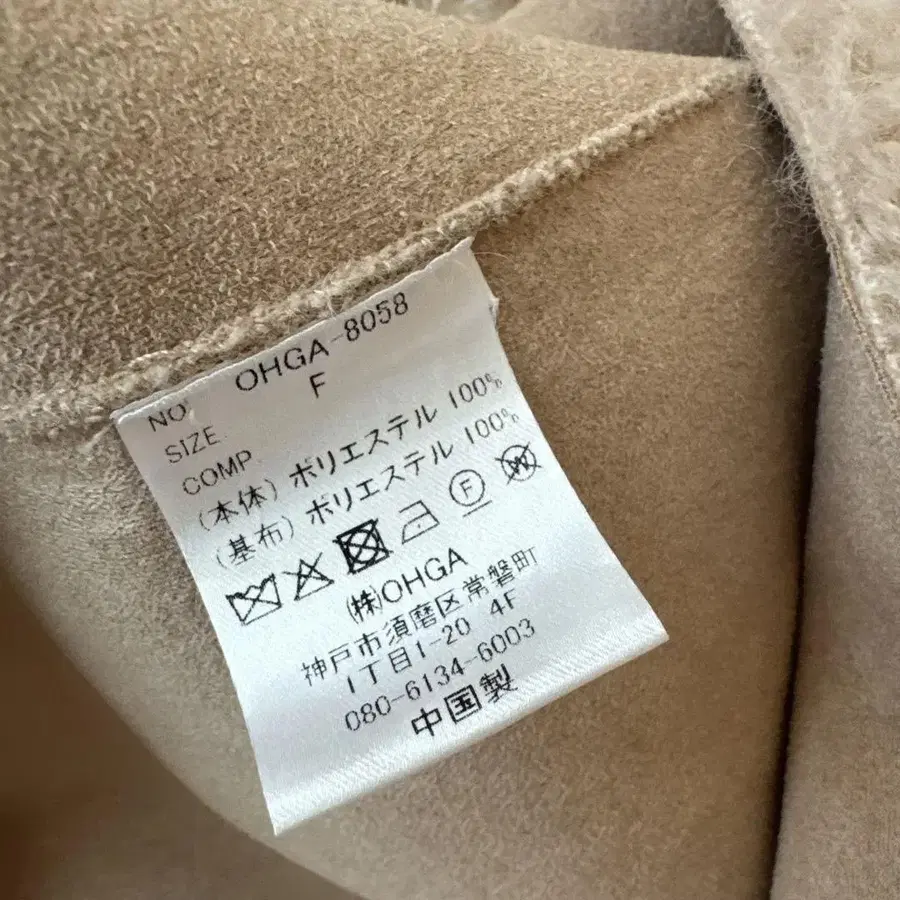 NO. OHGA-8058
SIZE F
COMP
(本体) ポリエステル 100%
(基布) ポリエステル 100%
F W
(株)OHGA
神戸市須磨区常磐町
1丁目1-20 4F
080-6134-6003
中国製